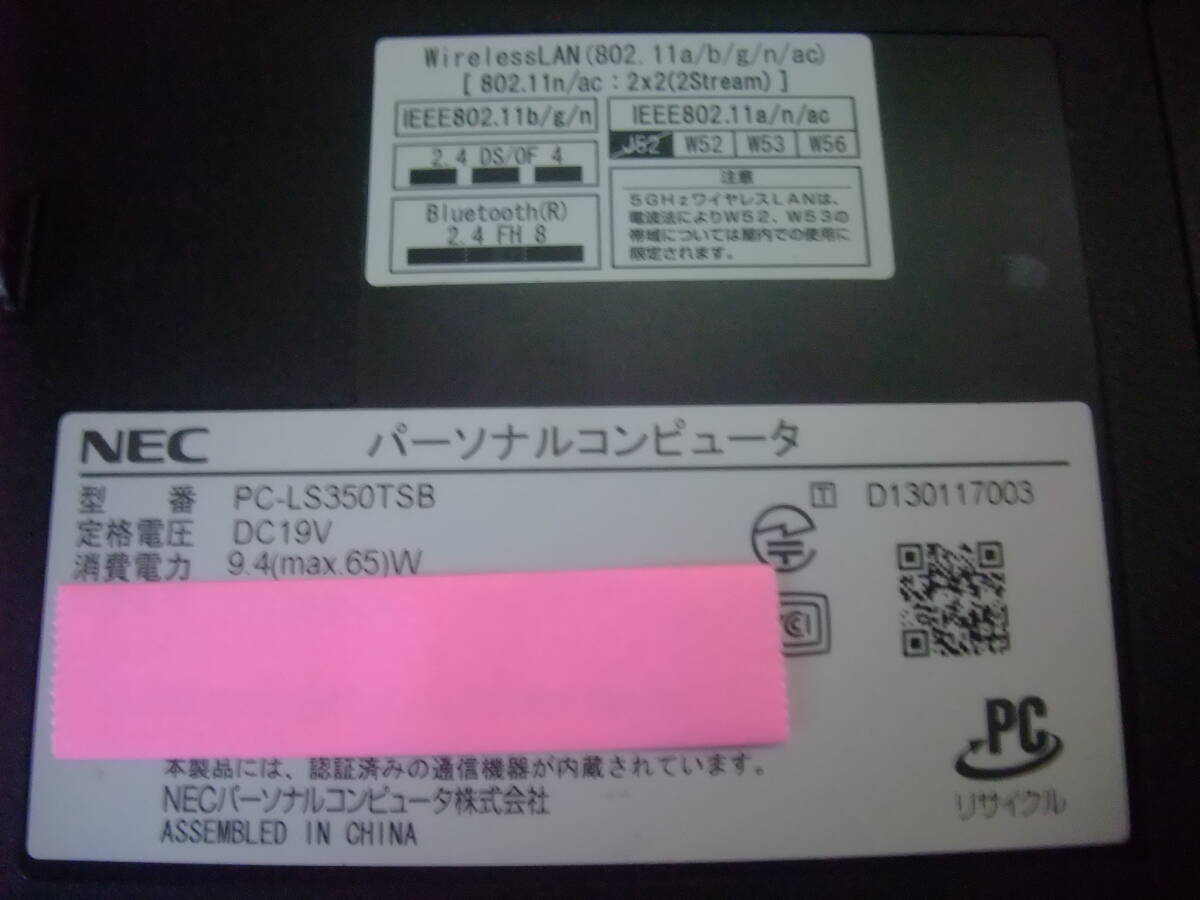 WirelessLAN(802.11a/b/g/n/ac)
[ 802.11n/ac : 2x2(2Stream) ]
IEEE802.11b/g/n
IEEE802.11a/n/ac
J52 W52 W53 W56
2.4 DS/OF 4
Bluetooth(R)
2.4 FH 8
注意
5GHzワイヤレスLANは、
電波法によりW52、W53の
帯域については屋内での使用に
限定されます。
NEC パーソナルコンピュータ
型 番 PC-LS350TSB
T D130117003
定格電圧 DC19V
消費電力 9.4(max.65)W
PC
リサイクル
本製品には、認証済みの通信機器が内蔵されています。
NECパーソナルコンピュータ株式会社
ASSEMBLED IN CHINA